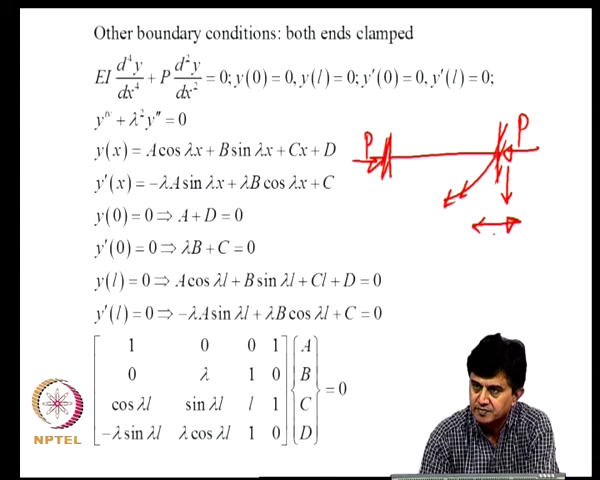 Other boundary conditions: both ends clamped
EI d⁴y/dx⁴ + P d²y/dx² = 0; y(0) = 0, y(l) = 0; y′(0) = 0, y′(l) = 0;
yⁱᵛ + λ²y″ = 0
y(x) = A cos λx + B sin λx + Cx + D
P P
y′(x) = −λA sin λx + λB cos λx + C
y(0) = 0 ⇒ A + D = 0
y′(0) = 0 ⇒ λB + C = 0
y(l) = 0 ⇒ A cos λl + B sin λl + Cl + D = 0
y′(l) = 0 ⇒ −λA sin λl + λB cos λl + C = 0
1 0 0 1 A
0 λ 1 0 B
cos λl sin λl l 1 C = 0
−λ sin λl λ cos λl 1 0 D
NPTEL